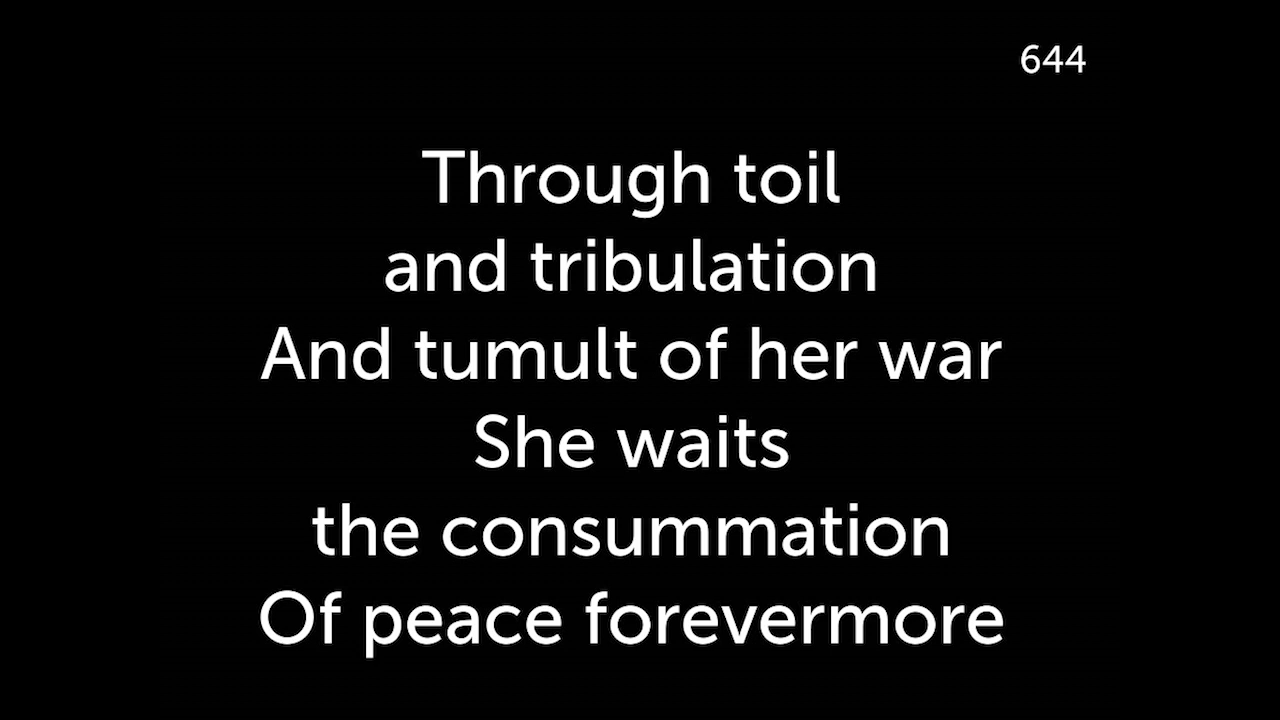 644
Through toil
and tribulation
And tumult of her war
She waits
the consummation
Of peace forevermore